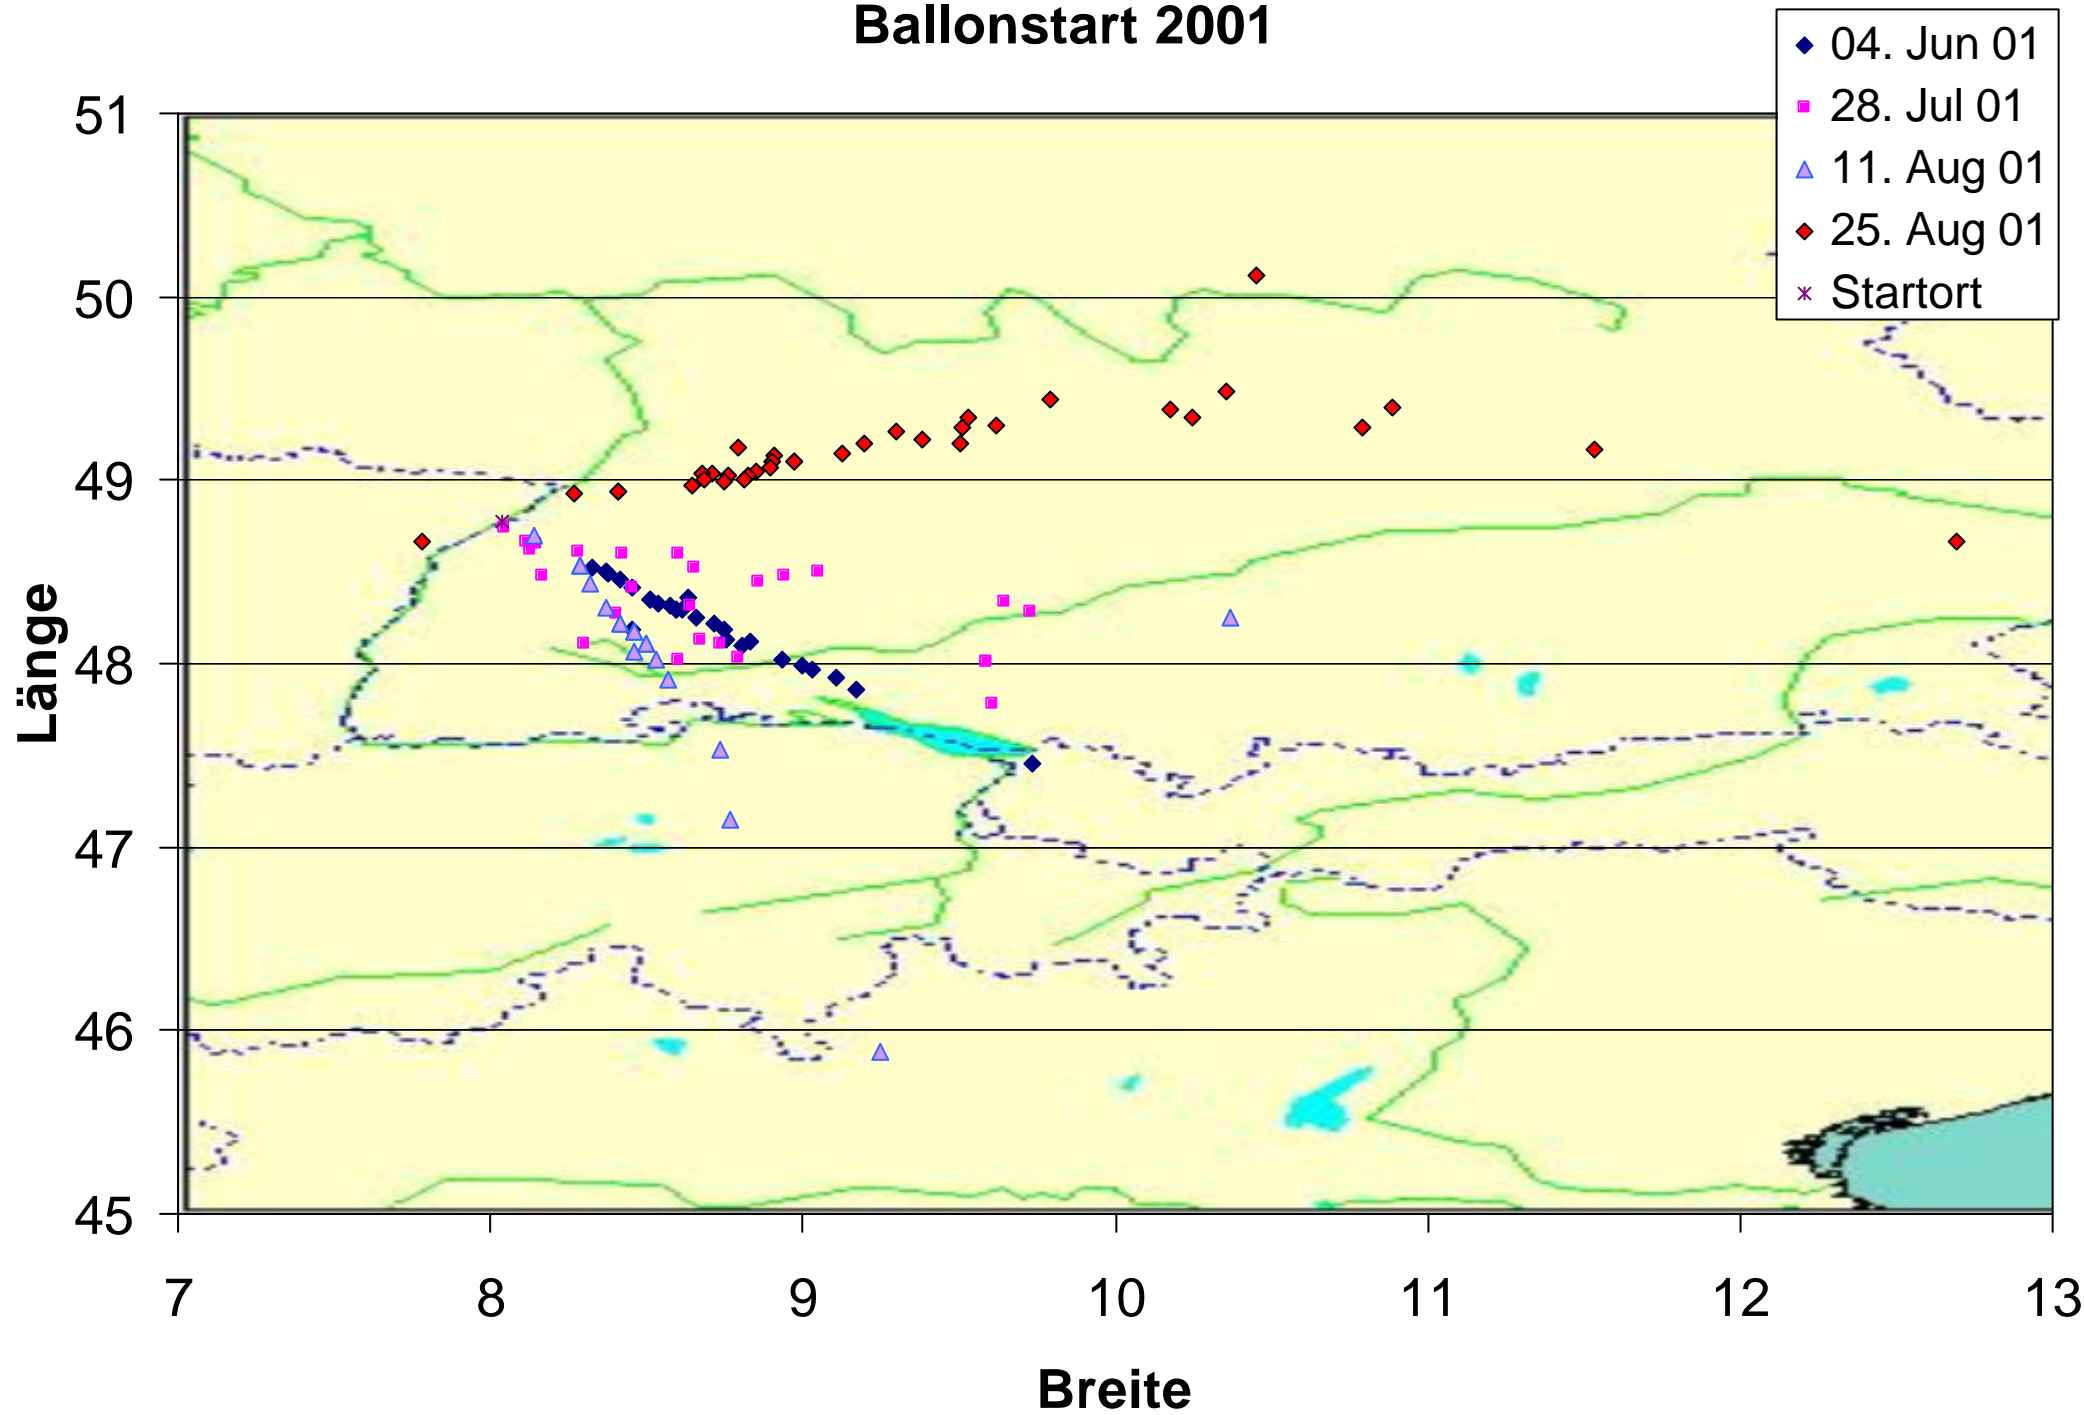 Ballonstart 2001
04. Jun 01
28. Jul 01
11. Aug 01
25. Aug 01
Startort
51
50
49
48
47
46
45
Länge
7 8 9 10 11 12 13
Breite